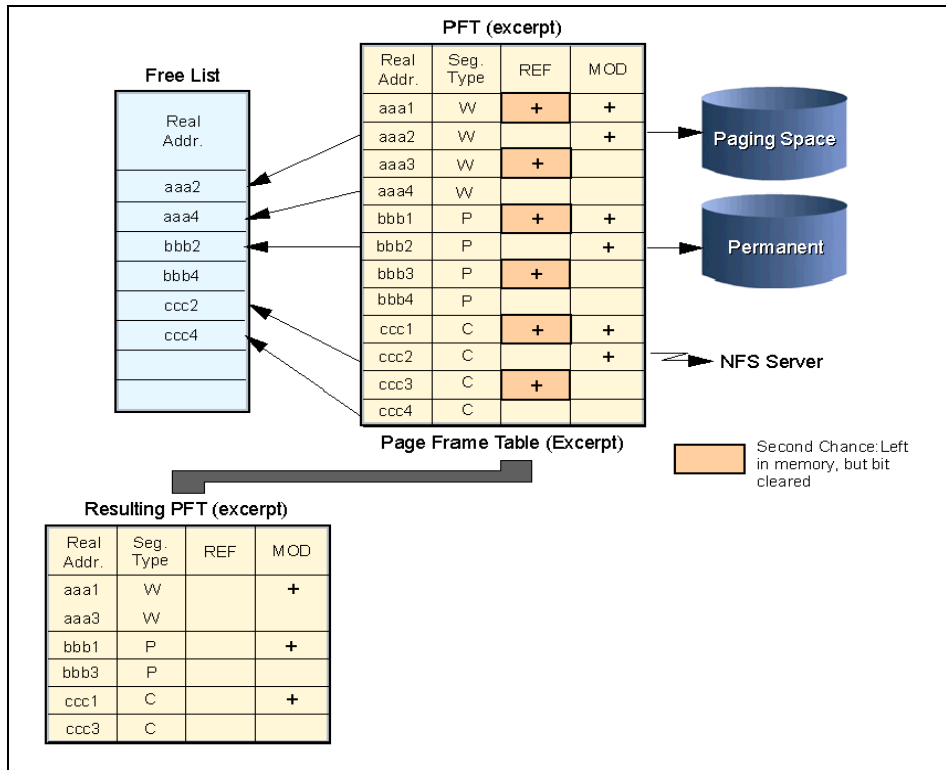 PFT (excerpt)
Free List
Real Addr.
aaa2
aaa4
bbb2
bbb4
ccc2
ccc4
Real Addr. Seg. Type REF MOD
aaa1 W + +
aaa2 W +
aaa3 W +
aaa4 W
bbb1 P + +
bbb2 P +
bbb3 P +
bbb4 P
ccc1 C + +
ccc2 C +
ccc3 C +
ccc4 C
Paging Space
Permanent
NFS Server
Page Frame Table (Excerpt)
Second Chance:Left
in memory, but bit
cleared
Resulting PFT (excerpt)
Real Addr. Seg. Type REF MOD
aaa1 W +
aaa3 W
bbb1 P +
bbb3 P
ccc1 C +
ccc3 C